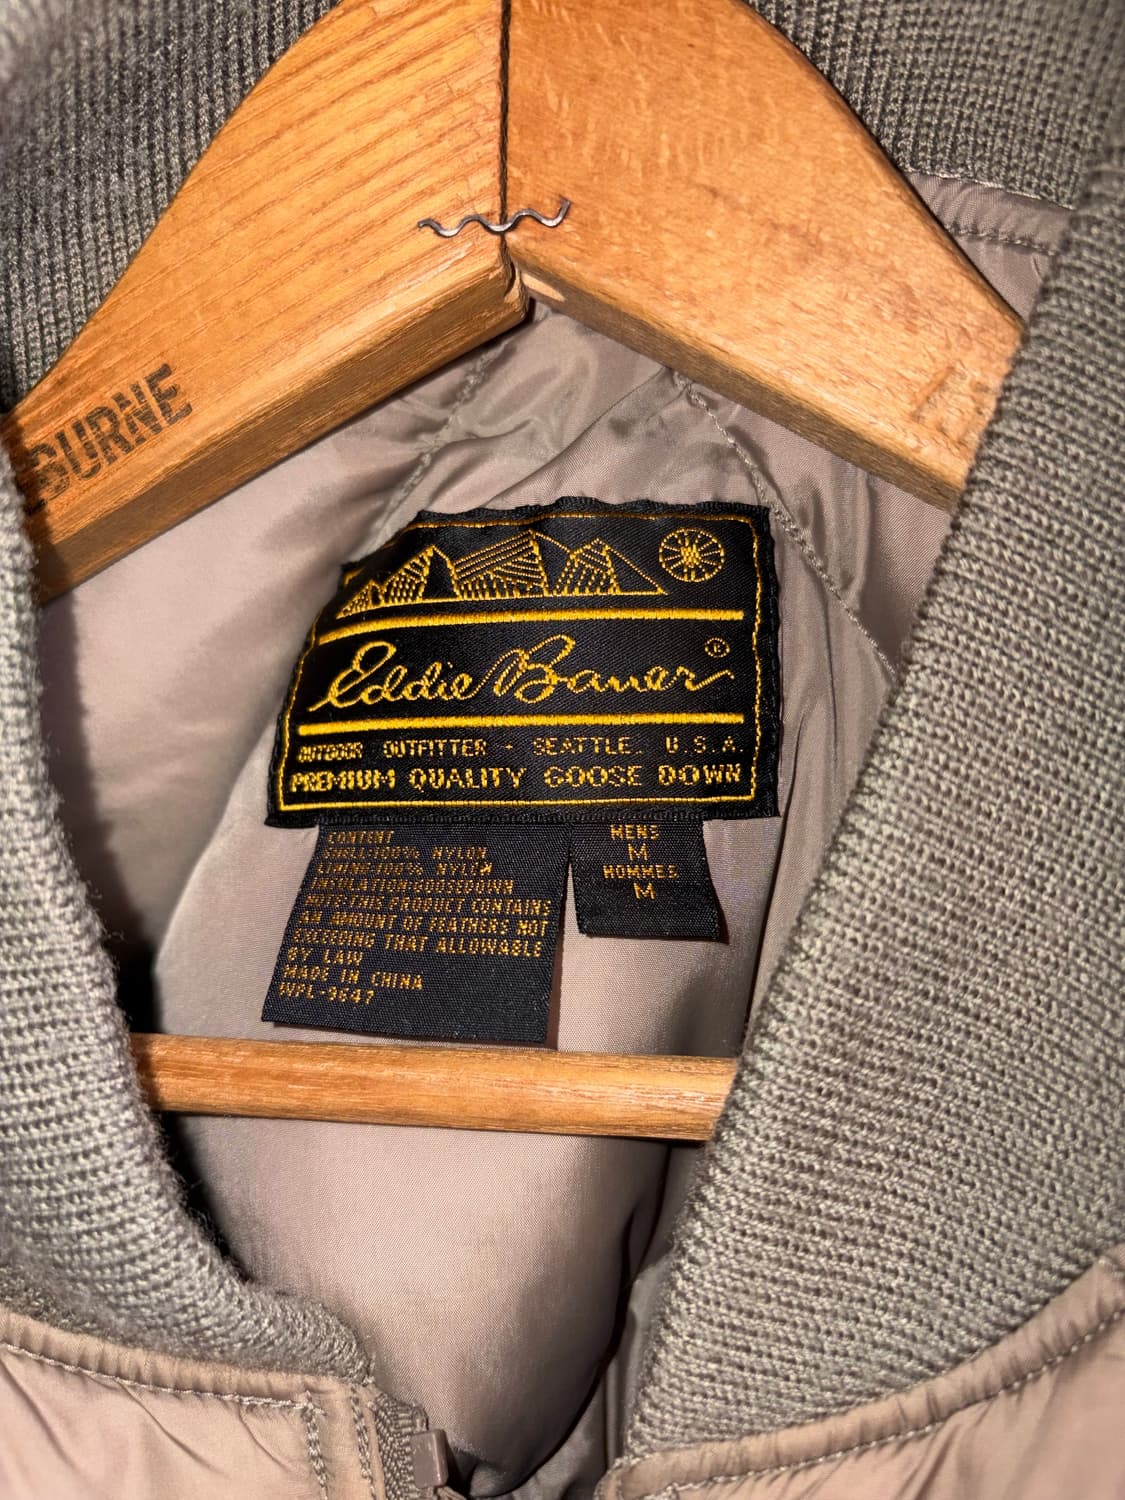 BURNE
Eddie Bauer®
OUTDOOR OUTFITTER - SEATTLE. U.S.A.
PREMIUM QUALITY GOOSE DOWN
CONTENT
SHELL:100% NYLON
LINING:100% NYLON
INSULATION:GOOSEDOWN
NOTE:THIS PRODUCT CONTAINS
AN AMOUNT OF FEATHERS NOT
EXCEEDING THAT ALLOWABLE
BY LAW
MADE IN CHINA
WPL-9647
MENS
M
HOMMES
M